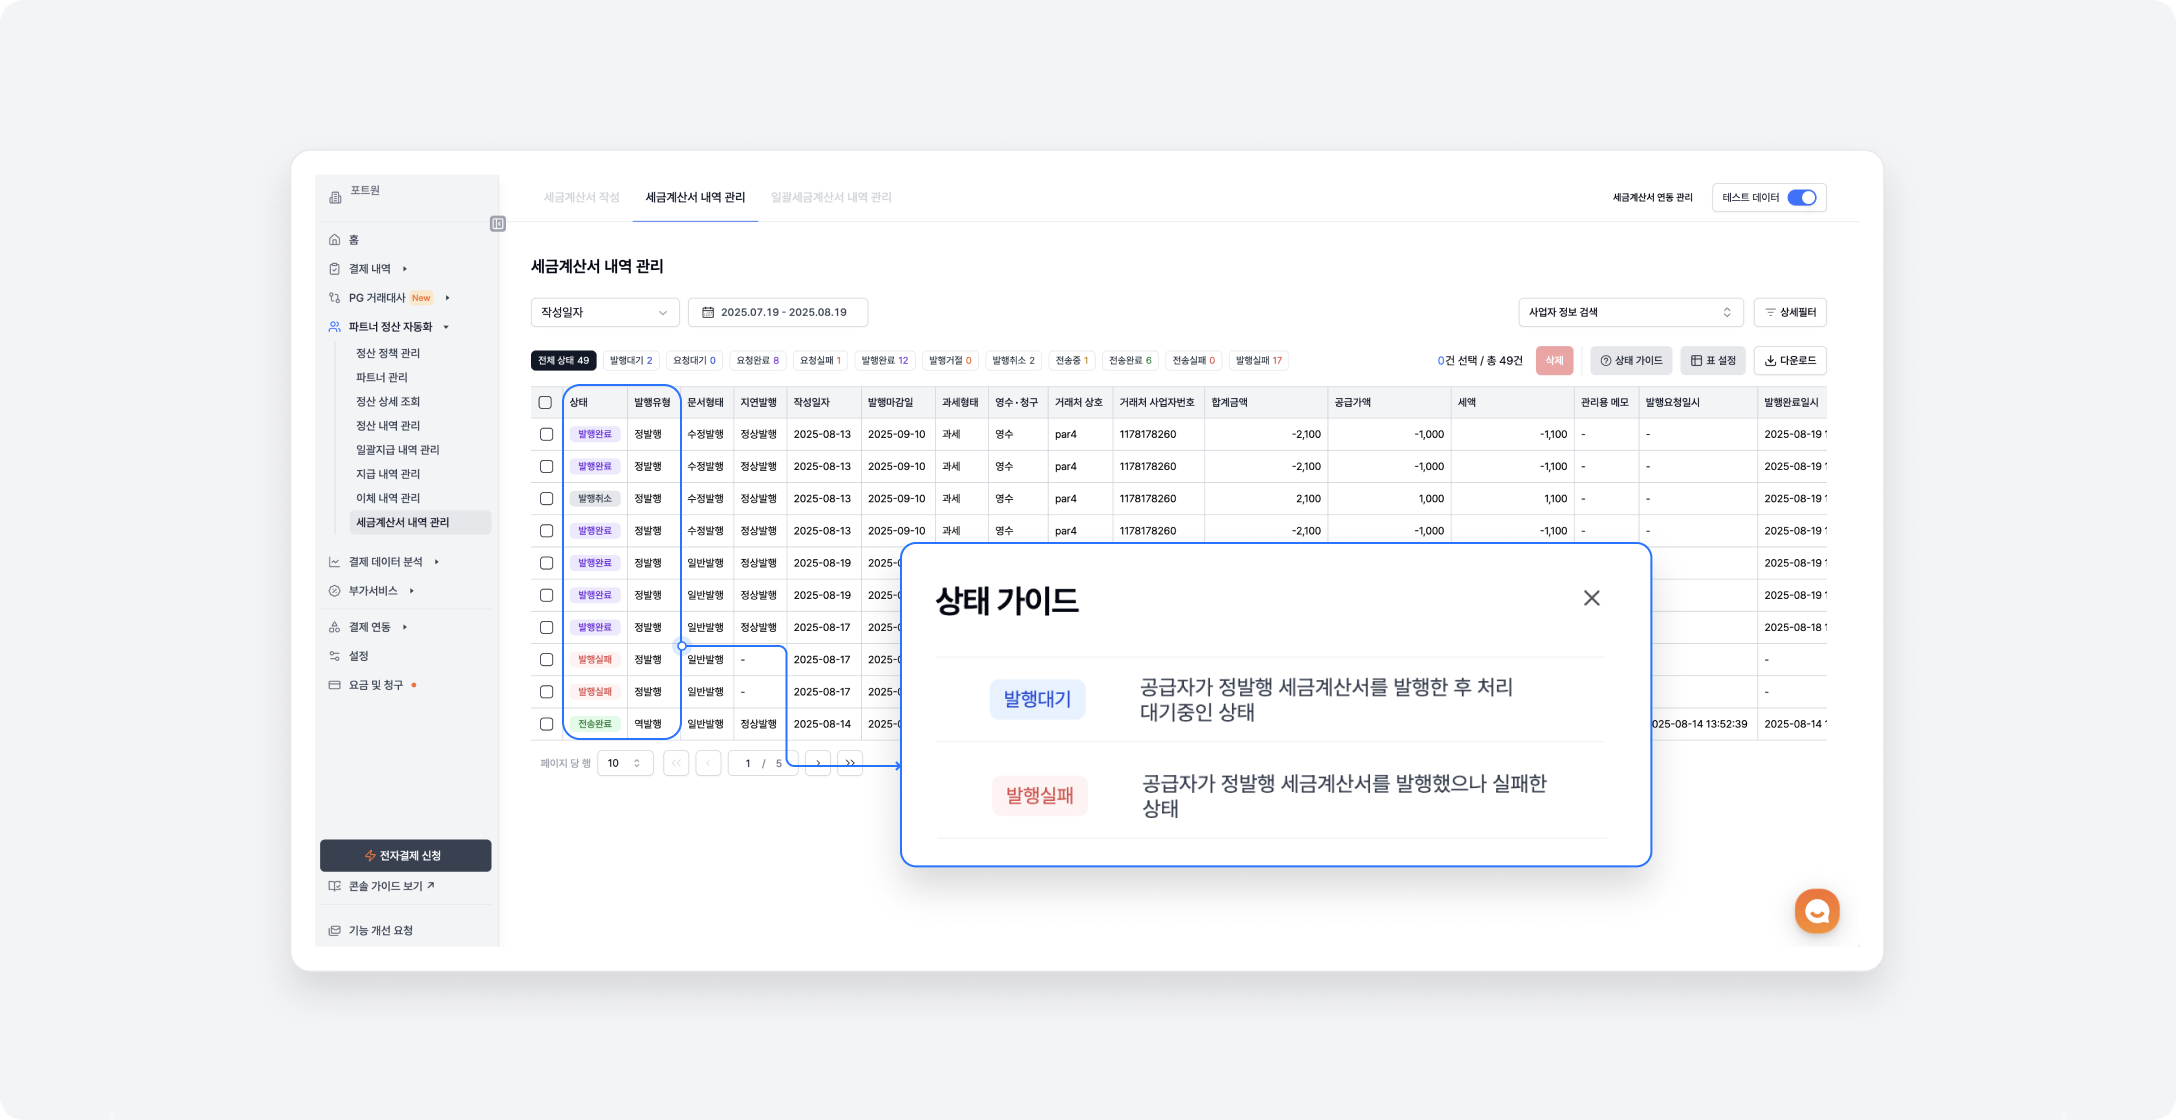 포트원
홈
결제 내역
PG 거래대사 New
파트너 정산 자동화
정산 정책 관리
파트너 관리
정산 상세 조회
정산 내역 관리
일괄지급 내역 관리
지급 내역 관리
이체 내역 관리
세금계산서 내역 관리
결제 데이터 분석
부가서비스
결제 연동
설정
요금 및 청구
전자결제 신청
콘솔 가이드 보기
기능 개선 요청
세금계산서 작성 세금계산서 내역 관리 일괄세금계산서 내역 관리 세금계산서 연동 관리 테스트 데이터
세금계산서 내역 관리
작성일자 2025.07.19 - 2025.08.19 사업자 정보 검색 상세필터
전체 상태 49 발행대기 2 요청대기 0 요청완료 8 요청실패 1 발행완료 12 발행거절 0 발행취소 2 전송중 1 전송완료 6 전송실패 0 발행실패 17 0건 선택 / 총 49건 삭제 상태 가이드 표 설정 다운로드
상태 발행유형 문서형태 지연발행 작성일자 발행마감일 과세형태 영수·청구 거래처 상호 거래처 사업자번호 합계금액 공급가액 세액 관리용 메모 발행요청일시 발행완료일시
발행완료 정발행 수정발행 정상발행 2025-08-13 2025-09-10 과세 영수 par4 1178178260 -2,100 -1,000 -1,100 - - 2025-08-19 1
발행완료 정발행 수정발행 정상발행 2025-08-13 2025-09-10 과세 영수 par4 1178178260 -2,100 -1,000 -1,100 - - 2025-08-19 1
발행취소 정발행 수정발행 정상발행 2025-08-13 2025-09-10 과세 영수 par4 1178178260 2,100 1,000 1,100 - - 2025-08-19 1
발행완료 정발행 수정발행 정상발행 2025-08-13 2025-09-10 과세 영수 par4 1178178260 -2,100 -1,000 -1,100 - - 2025-08-19 1
발행완료 정발행 일반발행 정상발행 2025-08-19 2025-0 2025-08-19 1
발행완료 정발행 일반발행 정상발행 2025-08-19 2025-0 2025-08-19 1
발행완료 정발행 일반발행 정상발행 2025-08-17 2025-0 2025-08-18 1
발행실패 정발행 일반발행 - 2025-08-17 2025-0 -
발행실패 정발행 일반발행 - 2025-08-17 2025-0 -
전송완료 역발행 일반발행 정상발행 2025-08-14 2025-0 025-08-14 13:52:39 2025-08-14 1
페이지 당 행 10 1 / 5
상태 가이드
발행대기 공급자가 정발행 세금계산서를 발행한 후 처리
대기중인 상태
발행실패 공급자가 정발행 세금계산서를 발행했으나 실패한
상태